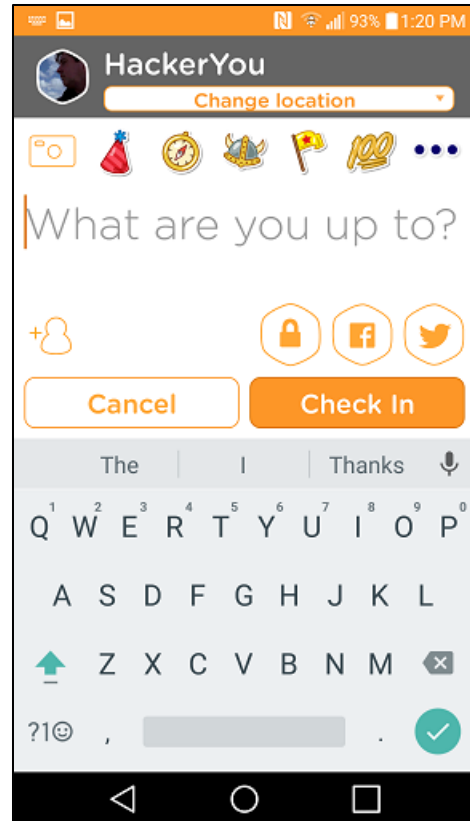 93% 1:20 PM
HackerYou
Change location
100
What are you up to?
+
Cancel Check In
The I Thanks
1 2 3 4 5 6 7 8 9 0
Q W E R T Y U I O P
A S D F G H J K L
Z X C V B N M
?1☺ , .